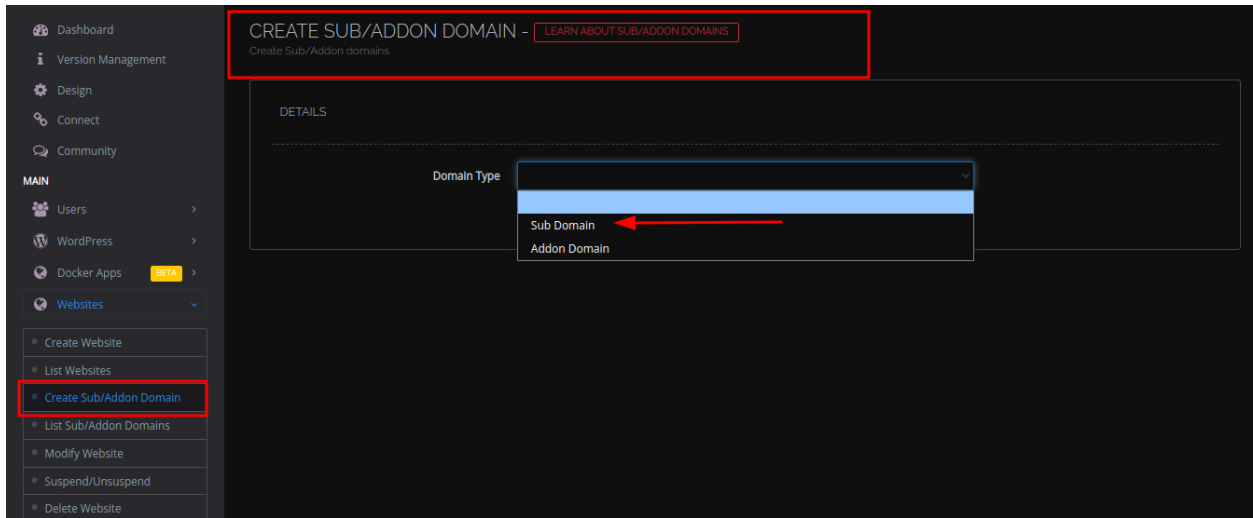 Dashboard
Version Management
Design
Connect
Community
MAIN
Users
WordPress
Docker Apps BETA
Websites
Create Website
List Websites
Create Sub/Addon Domain
List Sub/Addon Domains
Modify Website
Suspend/Unsuspend
Delete Website
CREATE SUB/ADDON DOMAIN - LEARN ABOUT SUB/ADDON DOMAINS
Create Sub/Addon domains.
DETAILS
Domain Type
Sub Domain
Addon Domain